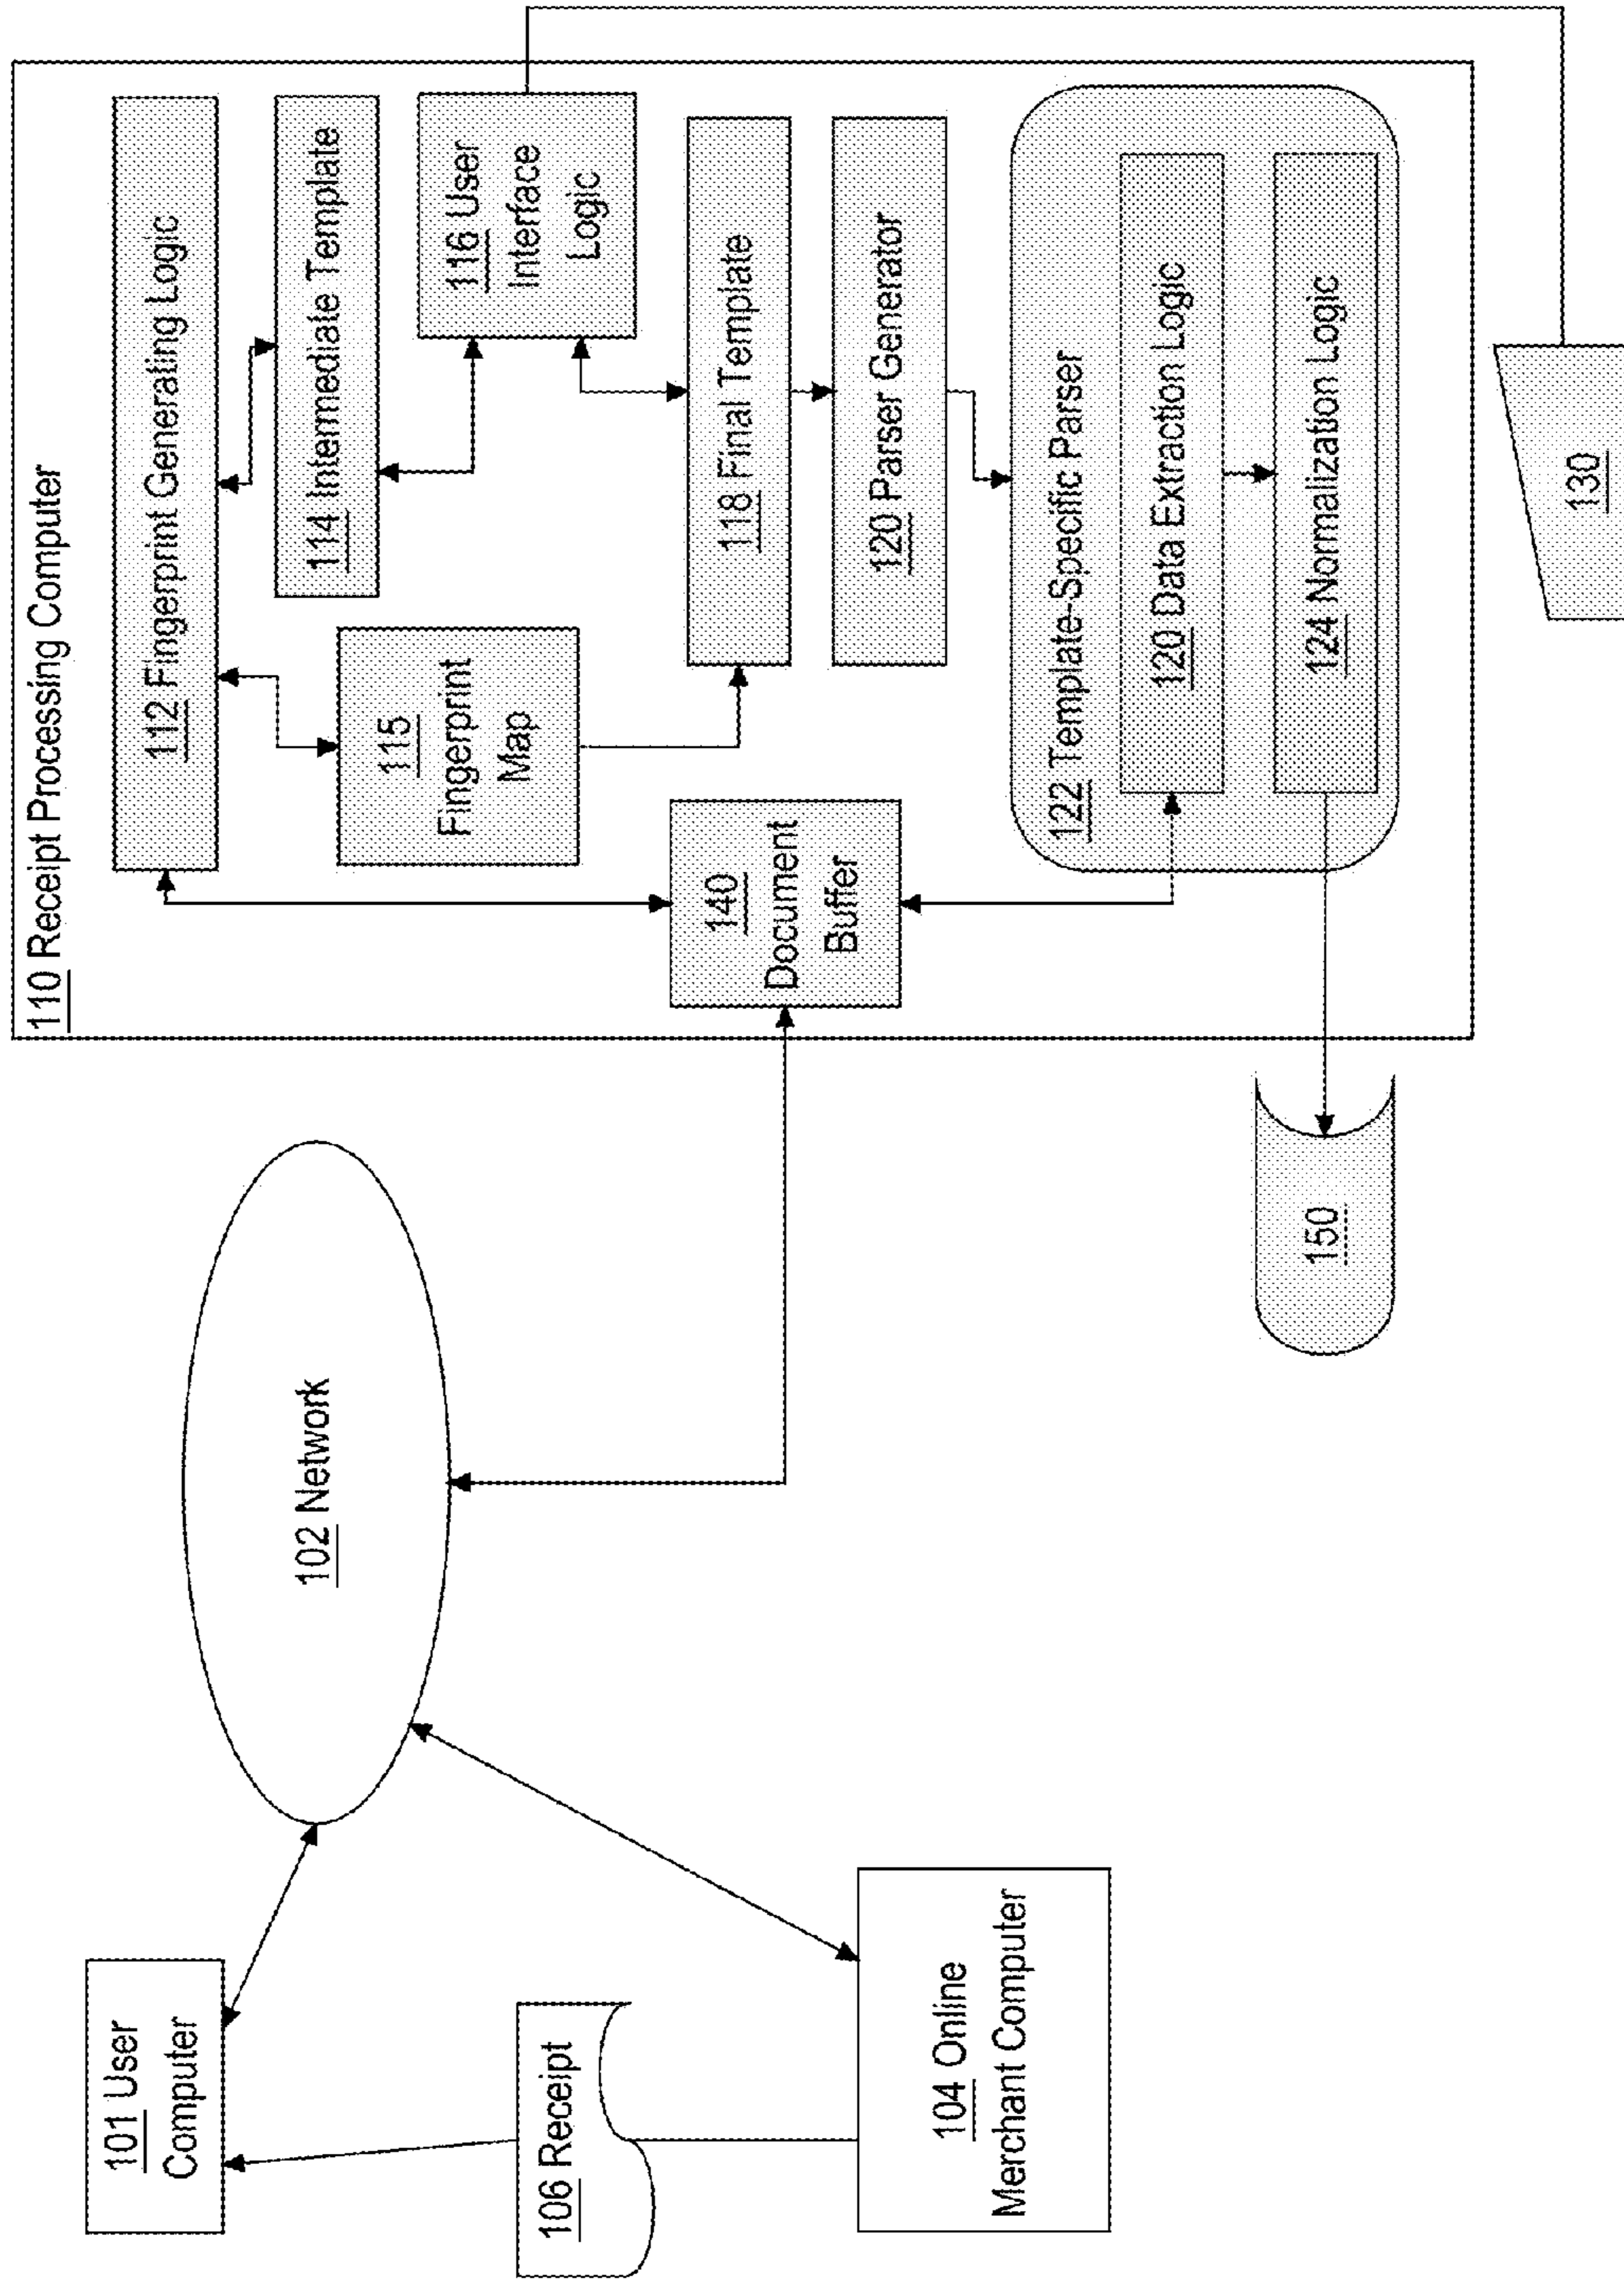 110 Receipt Processing Computer
112 Fingerprint Generating Logic
114 Intermediate Template
115
Fingerprint
Map
116 User
Interface
Logic
118 Final Template
120 Parser Generator
122 Template-Specific Parser
120 Data Extraction Logic
124 Normalization Logic
140
Document
Buffer
101 User
Computer
102 Network
106 Receipt
104 Online
Merchant Computer
150
130